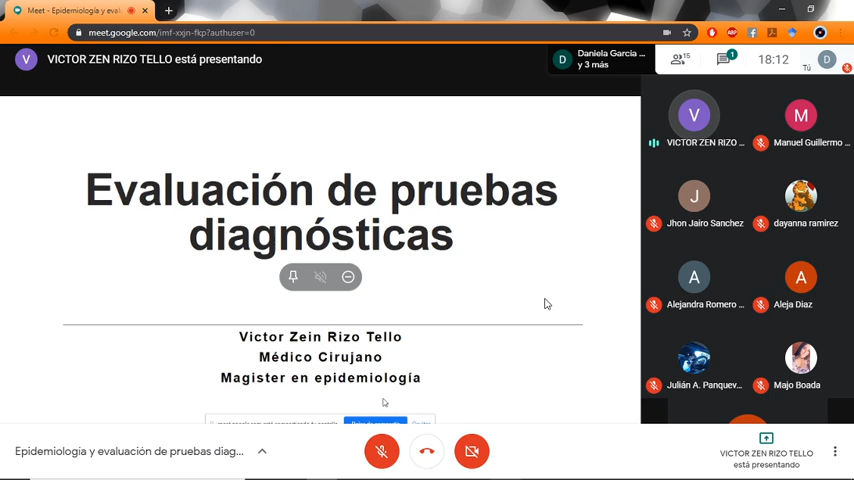 Meet - Epidemiología y eval
meet.google.com/imf-xxjn-fkp?authuser=0
V
VICTOR ZEN RIZO TELLO está presentando
D
Daniela Garcia ...
y 3 más
15
1
18:12
Tú
D
Evaluación de pruebas
diagnósticas
Victor Zein Rizo Tello
Médico Cirujano
Magister en epidemiología
V
VICTOR ZEN RIZO ...
M
Manuel Guillermo ...
J
Jhon Jairo Sanchez
dayanna ramirez
A
Alejandra Romero ...
A
Aleja Diaz
Julián A. Panquev...
Majo Boada
Epidemiología y evaluación de pruebas diag...
VICTOR ZEN RIZO TELLO
está presentando